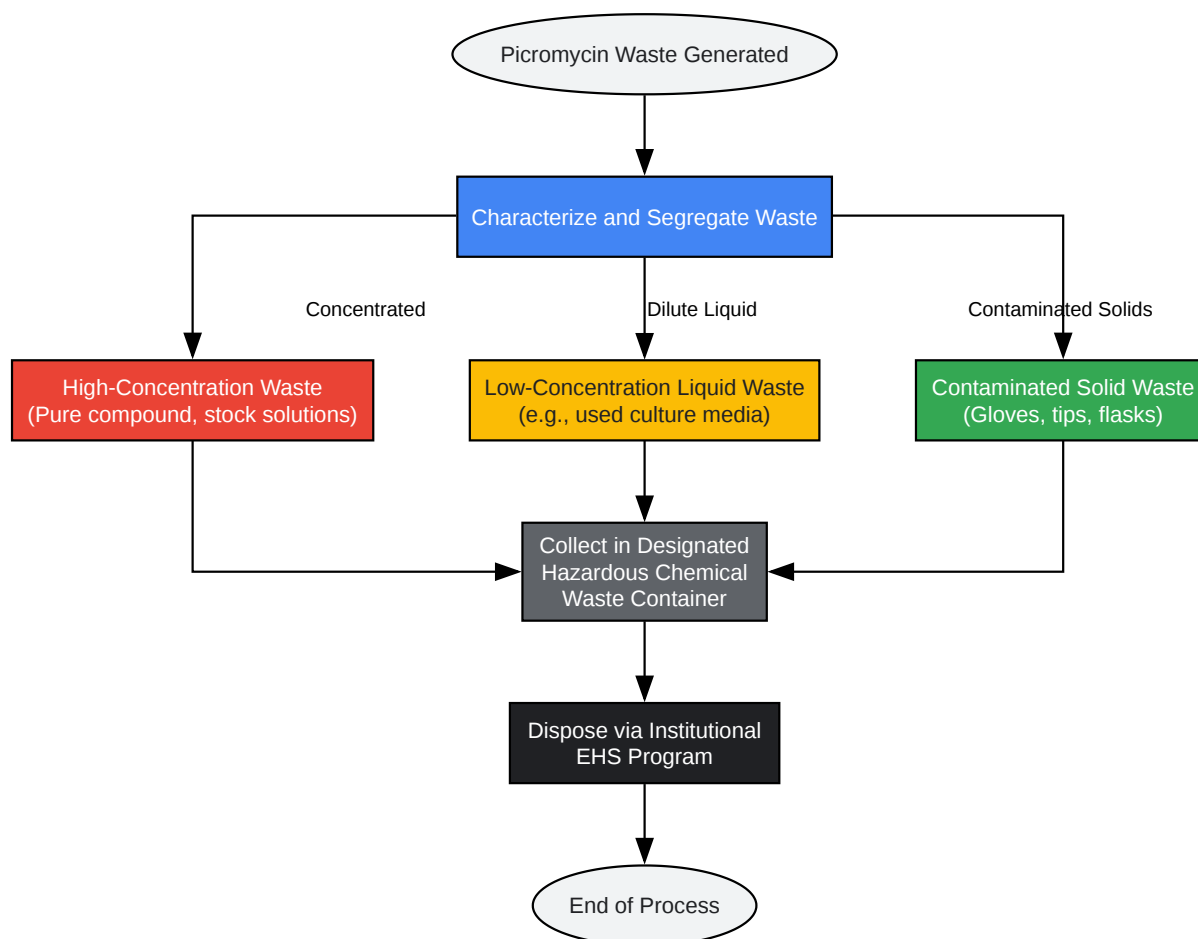 Picromycin Waste Generated
Characterize and Segregate Waste
Concentrated
Dilute Liquid
Contaminated Solids
High-Concentration Waste
(Pure compound, stock solutions)
Low-Concentration Liquid Waste
(e.g., used culture media)
Contaminated Solid Waste
(Gloves, tips, flasks)
Collect in Designated
Hazardous Chemical
Waste Container
Dispose via Institutional
EHS Program
End of Process